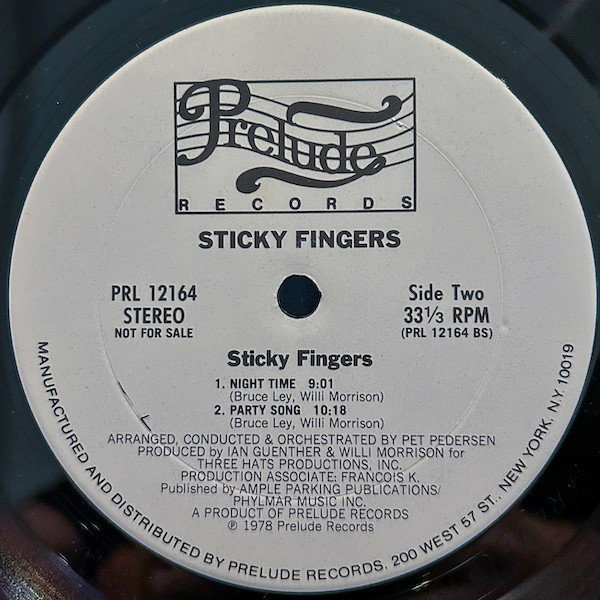 Prelude
RECORDS
STICKY FINGERS
PRL 12164
STEREO
NOT FOR SALE
Side Two
33⅓ RPM
(PRL 12164 BS)
Sticky Fingers
1. NIGHT TIME 9:01
(Bruce Ley, Willi Morrison)
2. PARTY SONG 10:18
(Bruce Ley, Willi Morrison)
ARRANGED, CONDUCTED & ORCHESTRATED BY PET PEDERSEN
PRODUCED BY IAN GUENTHER & WILLI MORRISON for
THREE HATS PRODUCTIONS, INC.
PRODUCTION ASSOCIATE: FRANCOIS K.
Published by AMPLE PARKING PUBLICATIONS/
PHYLMAR MUSIC INC.
A PRODUCT OF PRELUDE RECORDS
℗ 1978 Prelude Records
MANUFACTURED AND DISTRIBUTED BY PRELUDE RECORDS, 200 WEST 57 ST., NEW YORK, N.Y. 10019